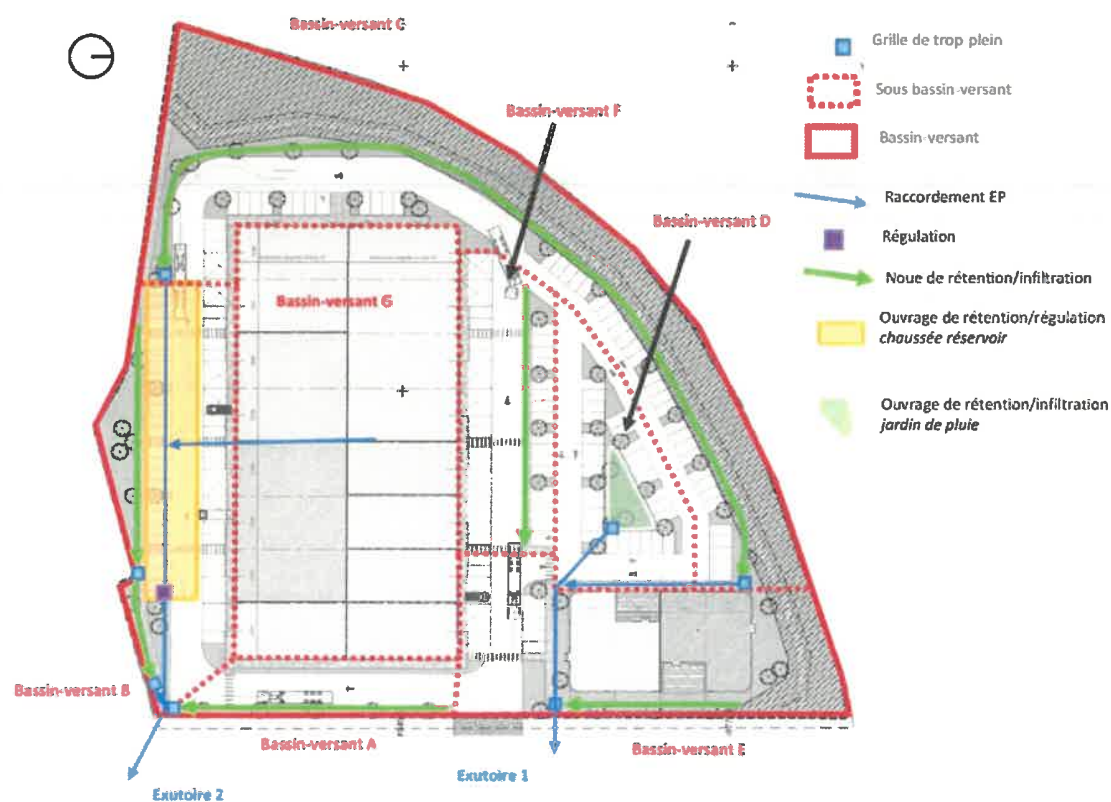 Bassin-versant C
Grille de trop plein
Sous bassin-versant
Bassin-versant F
Bassin-versant
Raccordement EP
Bassin-versant D
Régulation
Noue de rétention/infiltration
Bassin-versant G
Ouvrage de rétention/régulation
chaussée réservoir
Ouvrage de rétention/infiltration
jardin de pluie
Bassin-versant B
Bassin-versant A
Bassin-versant E
Exutoire 1
Exutoire 2